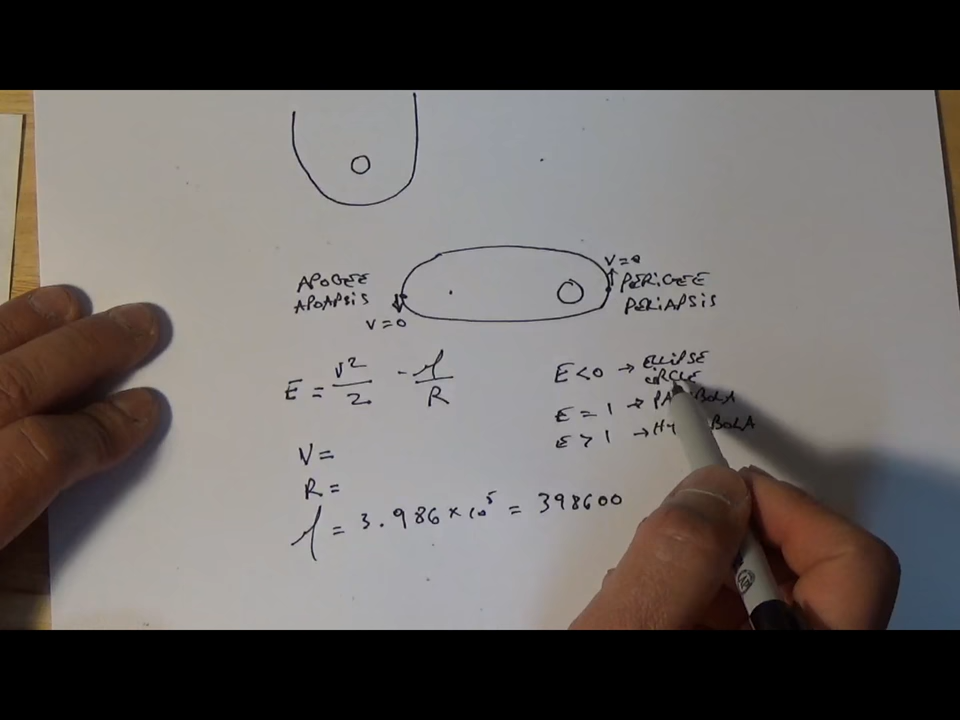 V=0
APOGEE
APOAPSIS
PERIGEE
PERIAPSIS
V=0
E = V²/2 - μ/R
E<0 → ELLIPSE
CIRCLE
E = 1 →
E > 1 →
V=
R=
μ = 3.986×10⁵ = 398600